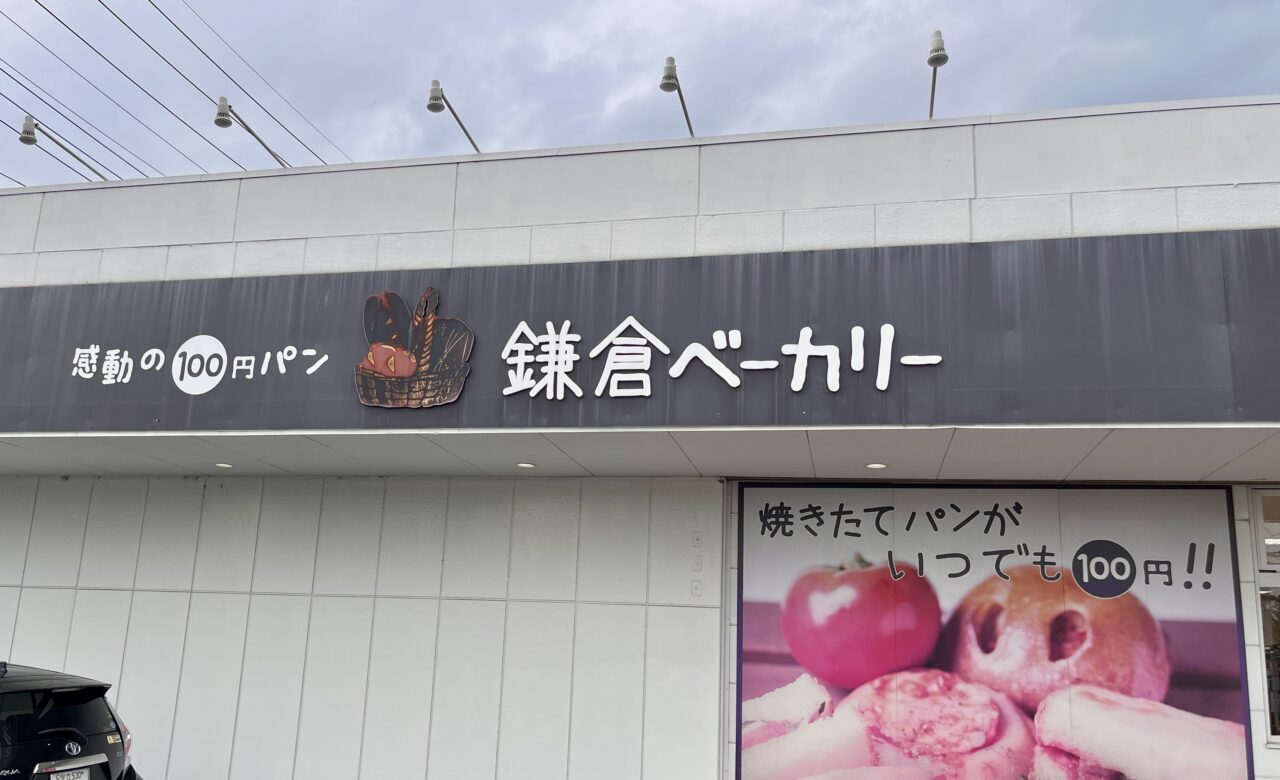 感動の100円パン
鎌倉ベーカリー
焼きたてパンが
いつでも100円!!